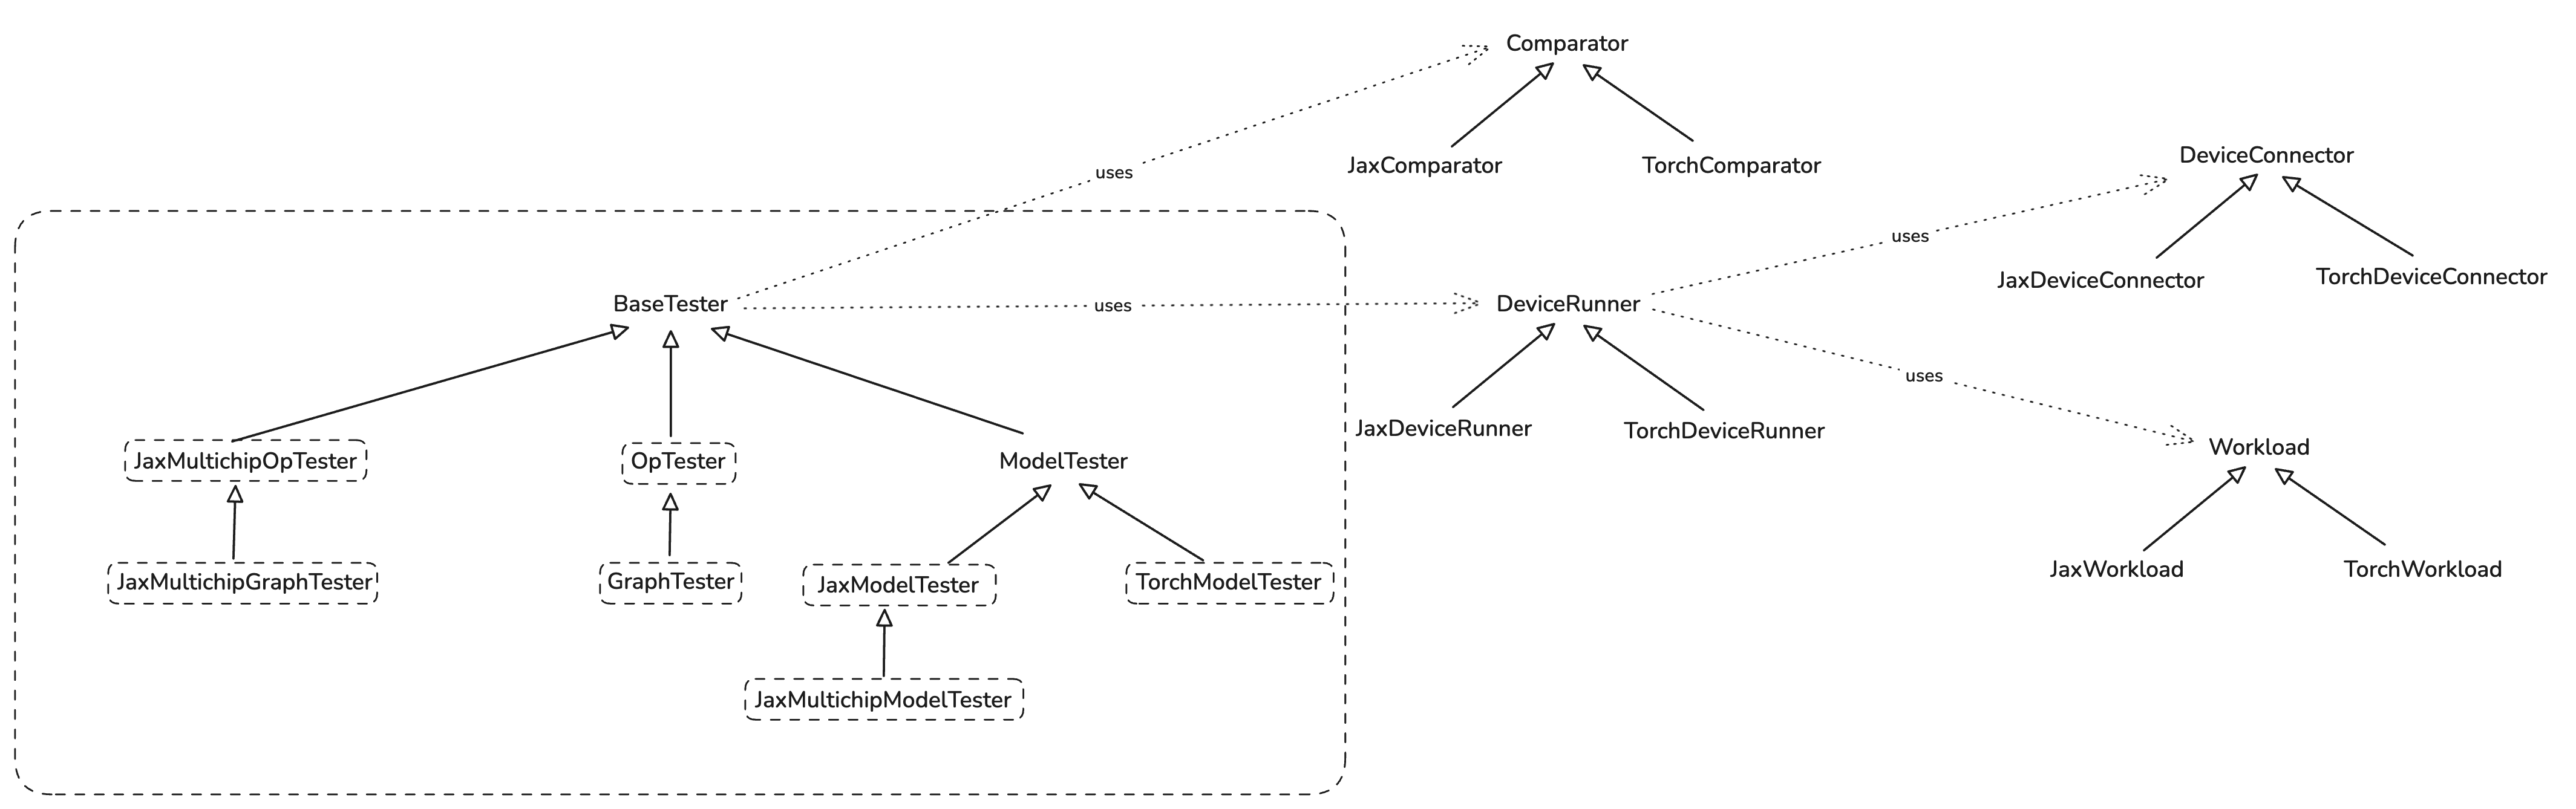 Comparator
uses
JaxComparator
TorchComparator
DeviceConnector
uses
JaxDeviceConnector
TorchDeviceConnector
BaseTester
uses
DeviceRunner
uses
JaxDeviceRunner
TorchDeviceRunner
Workload
JaxMultichipOpTester
OpTester
ModelTester
JaxWorkload
TorchWorkload
JaxMultichipGraphTester
GraphTester
JaxModelTester
TorchModelTester
JaxMultichipModelTester